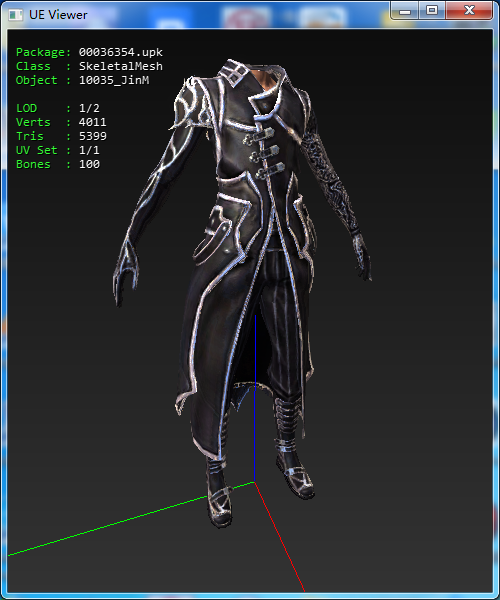 UE Viewer
Package: 00036354.upk
Class : SkeletalMesh
Object : 10035_JinM
LOD : 1/2
Verts : 4011
Tris : 5399
UV Set : 1/1
Bones : 100